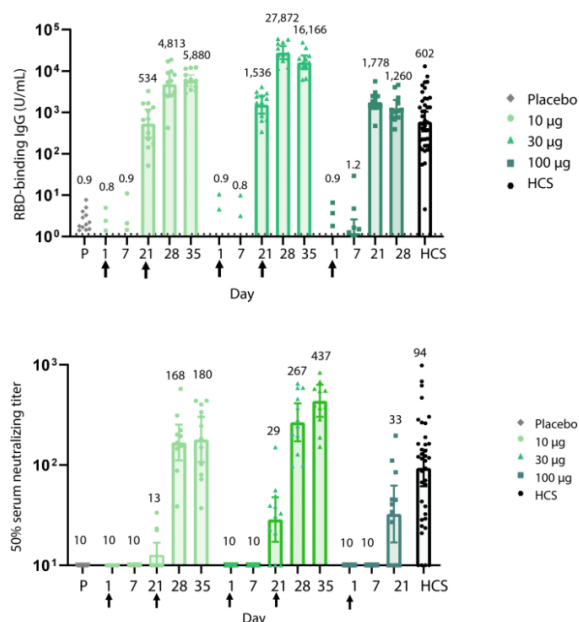 27,872
10⁵
4,813
16,166
5,880
1,778
602
534
1,536
1,260
10⁴
10³
10²
10¹
10⁰
RBD-binding IgG (U/mL)
0.9 0.8 0.9 0.9 0.8 0.9 1.2
P 1 7 21 28 35 1 7 21 28 35 1 7 21 28 HCS
Day
Placebo
10 µg
30 µg
100 µg
HCS
10³
437
94
168 180 267
33
29
13
10²
50% serum neutralizing titer
10 10 10 10 10 10 10
10¹
P 1 7 21 28 35 1 7 21 28 35 1 7 21 HCS
Day
Placebo
10 µg
30 µg
100 µg
HCS